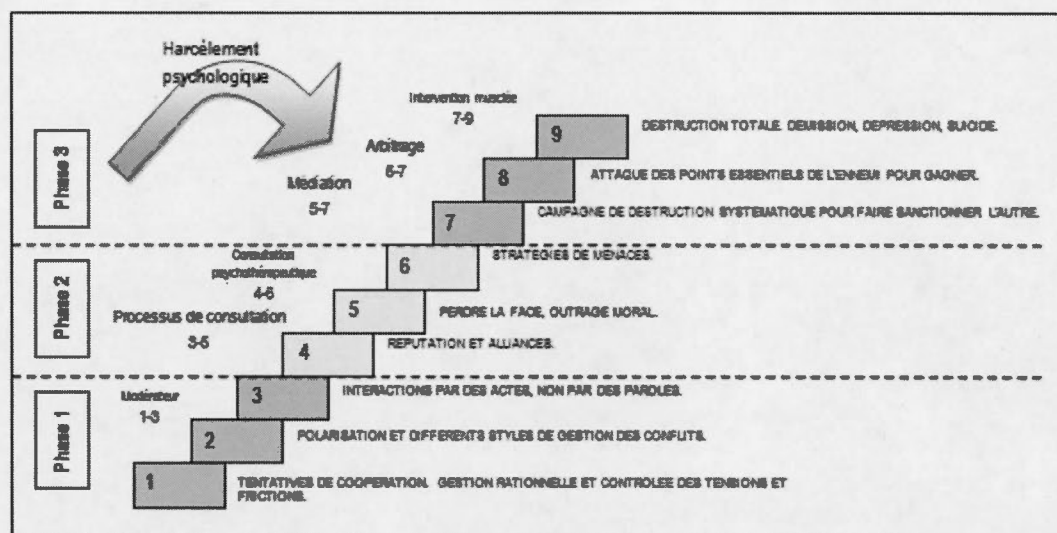 Harcèlement
psychologique
Intervention musclée
7-9
9
DESTRUCTION TOTALE. DEMISSION, DEPRESSION, SUICIDE.
Arbitrage
6-7
8
ATTAQUE DES POINTS ESSENTIELS DE L'ENNEMI POUR GAGNER.
Médiation
5-7
7
CAMPAGNE DE DESTRUCTION SYSTEMATIQUE POUR FAIRE SANCTIONNER L'AUTRE.
Phase 3
Consultation
psychothérapeutique
4-6
6
STRATEGIES DE MENACES.
Processus de consultation
3-5
5
PERDRE LA FACE, OUTRAGE MORAL.
4
REPUTATION ET ALLIANCES.
Phase 2
Modérateur
1-3
3
INTERACTIONS PAR DES ACTES, NON PAR DES PAROLES.
2
POLARISATION ET DIFFERENTS STYLES DE GESTION DES CONFLITS.
1
TENTATIVES DE COOPERATION. GESTION RATIONNELLE ET CONTROLEE DES TENSIONS ET
FRICTIONS.
Phase 1